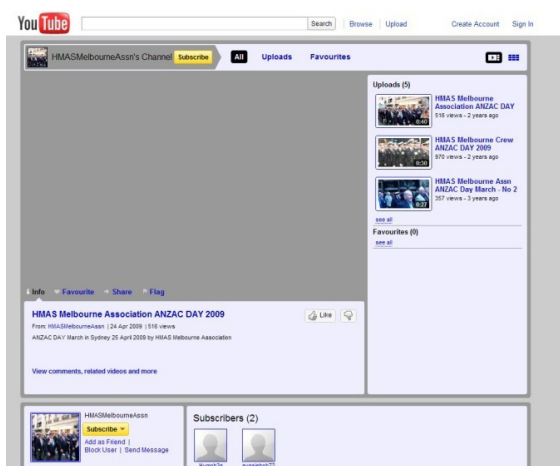 You Tube
Search Browse Upload Create Account Sign In
HMASMelbourneAssn's Channel Subscribe All Uploads Favourites
Uploads (5)
HMAS Melbourne
Association ANZAC DAY
516 views - 2 years ago
0:40
HMAS Melbourne Crew
ANZAC DAY 2009
970 views - 2 years ago
0:30
HMAS Melbourne Assn
ANZAC Day March - No 2
357 views - 3 years ago
0:27
see all
Favourites (0)
see all
Info Favourite Share Flag
HMAS Melbourne Association ANZAC DAY 2009
Like
From: HMASMelbourneAssn | 24 Apr 2009 | 516 views
ANZAC DAY March in Sydney 25 April 2009 by HMAS Melbourne Association
View comments, related videos and more
HMASMelbourneAssn
Subscribe
Add as Friend |
Block User | Send Message
Subscribers (2)